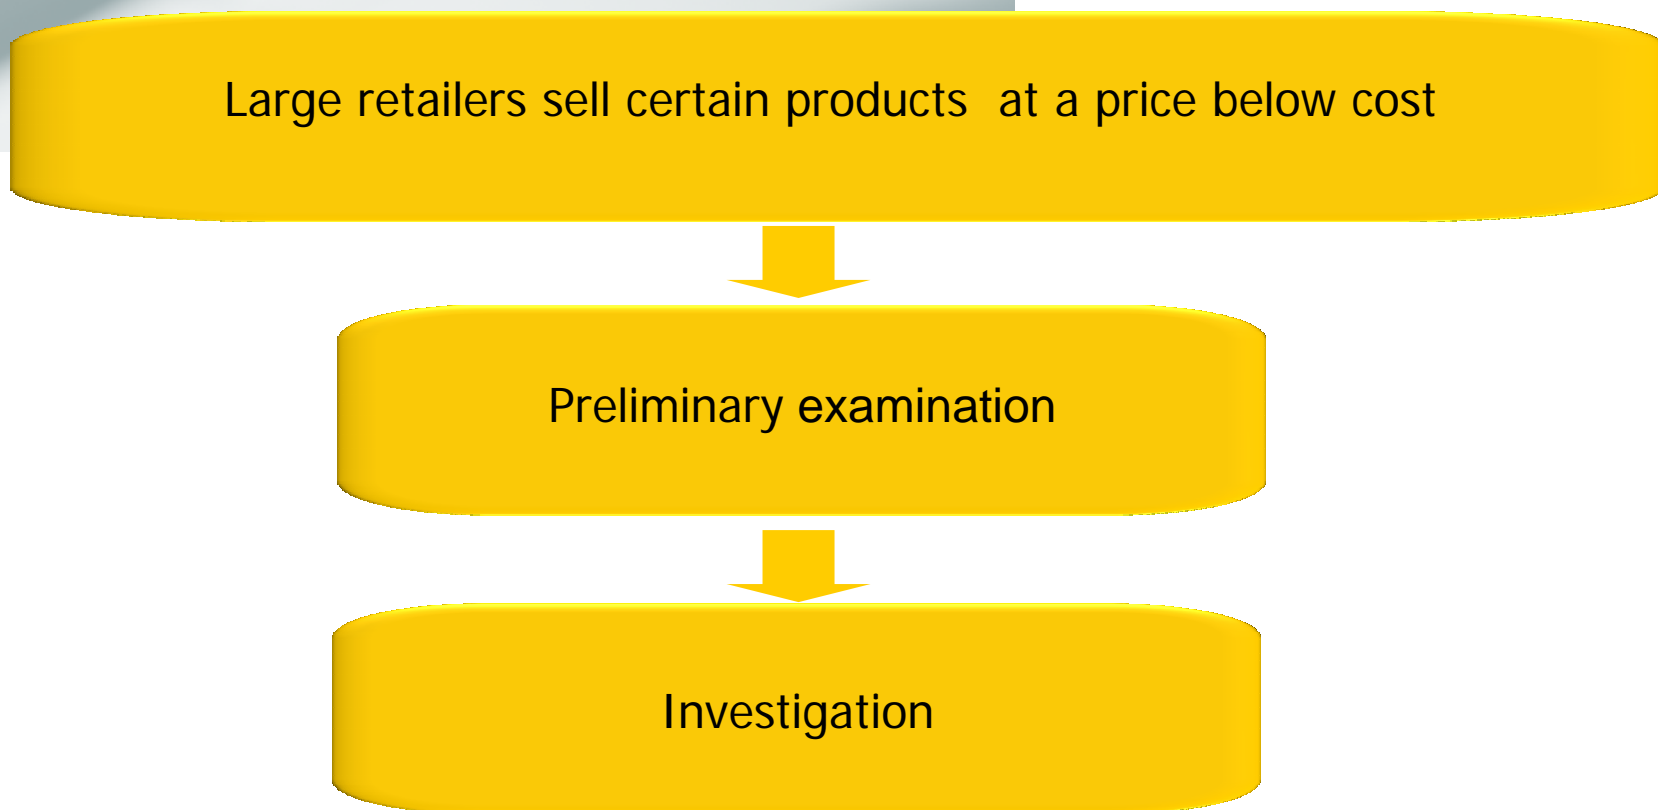 Large retailers sell certain products  at a price below cost
Preliminary examination
Investigation